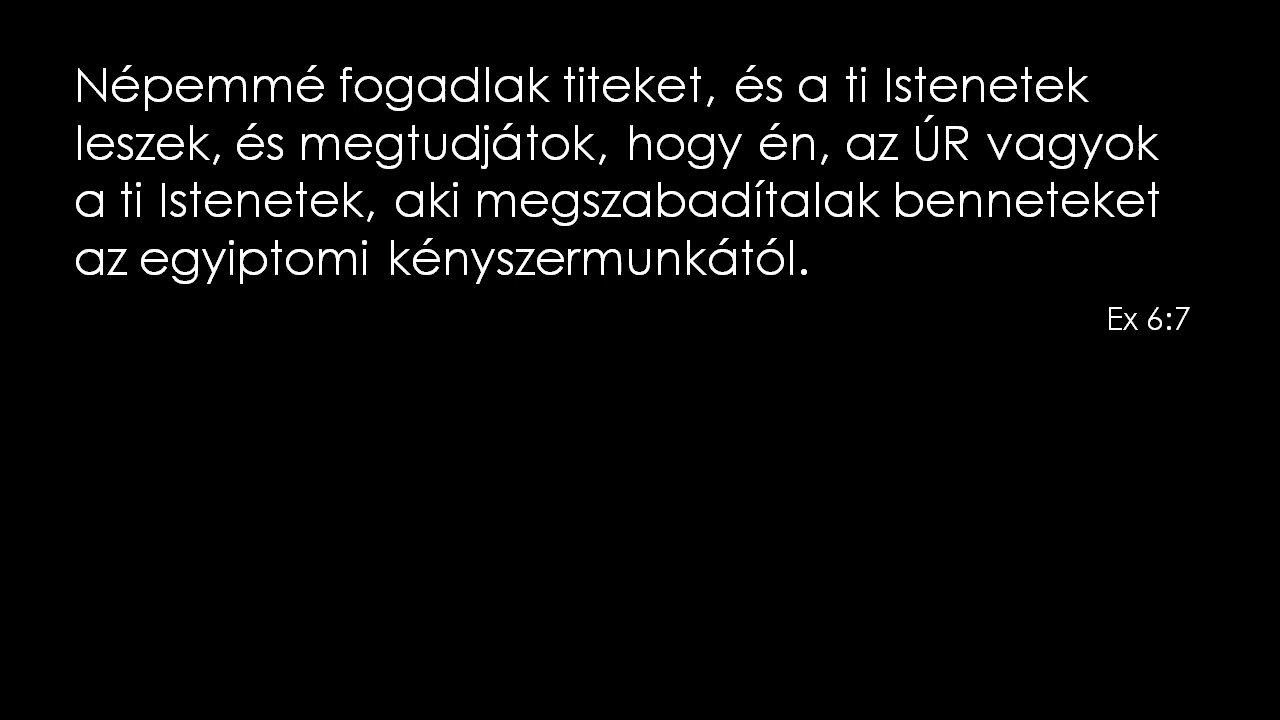 Népemmé fogadlak titeket, és a ti Istenetek
leszek, és megtudjátok, hogy én, az ÚR vagyok
a ti Istenetek, aki megszabadítalak benneteket
az egyiptomi kényszermunkától.
Ex 6:7